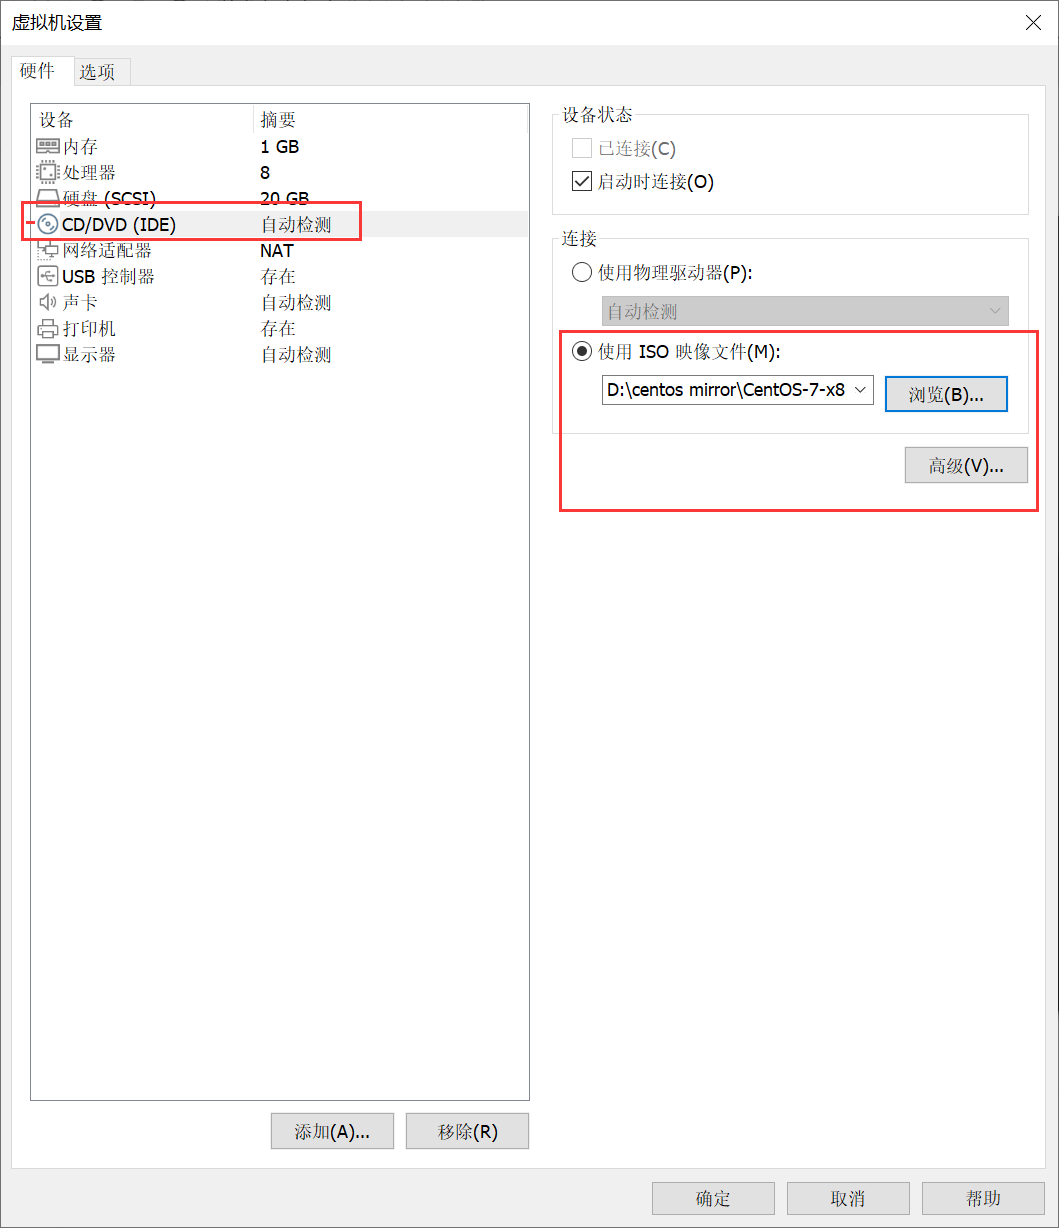 虚拟机设置
硬件 选项
设备 摘要
内存 1 GB
处理器 8
硬盘 (SCSI) 20 GB
CD/DVD (IDE) 自动检测
网络适配器 NAT
USB 控制器 存在
声卡 自动检测
打印机 存在
显示器 自动检测
添加(A)... 移除(R)
设备状态
已连接(C)
启动时连接(O)
连接
使用物理驱动器(P):
自动检测
使用 ISO 映像文件(M):
D:\centos mirror\CentOS-7-x8 浏览(B)...
高级(V)...
确定 取消 帮助